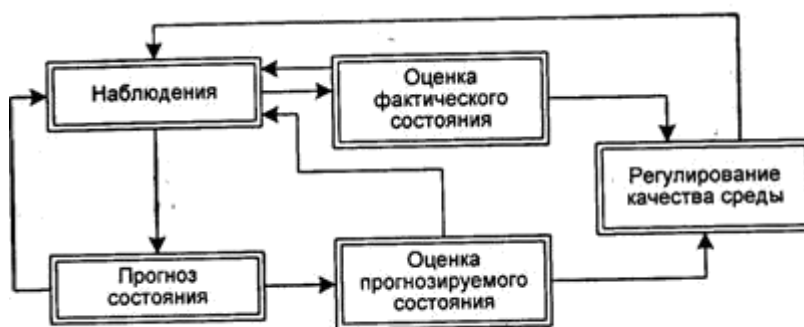 Наблюдения
Оценка
фактического
состояния
Регулирование
качества среды
Прогноз
состояния
Оценка
прогнозируемого
состояния